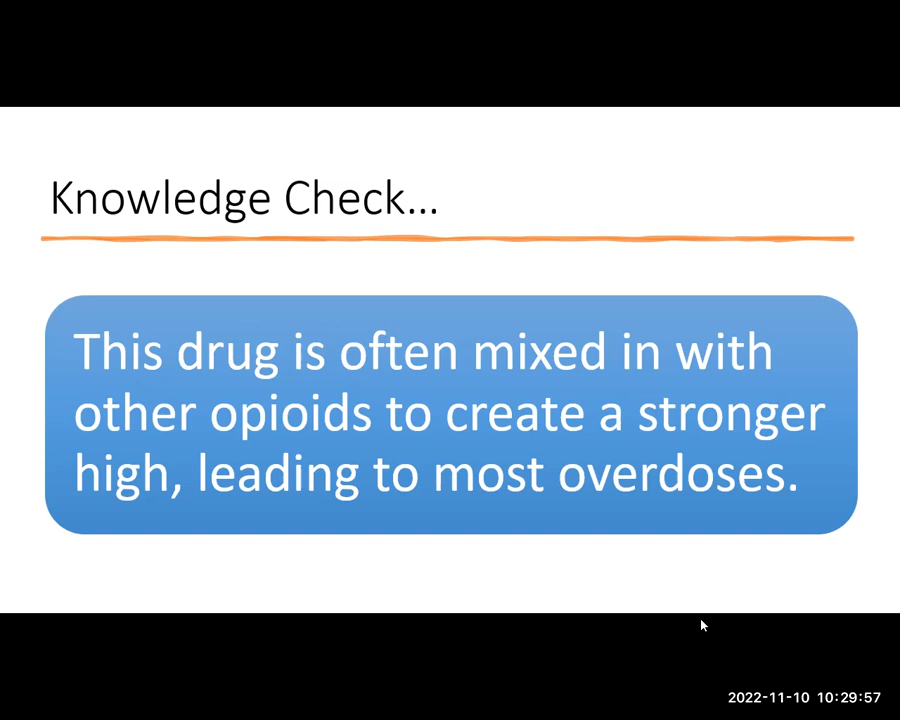 Knowledge Check...
This drug is often mixed in with
other opioids to create a stronger
high, leading to most overdoses.
2022-11-10 10:29:57